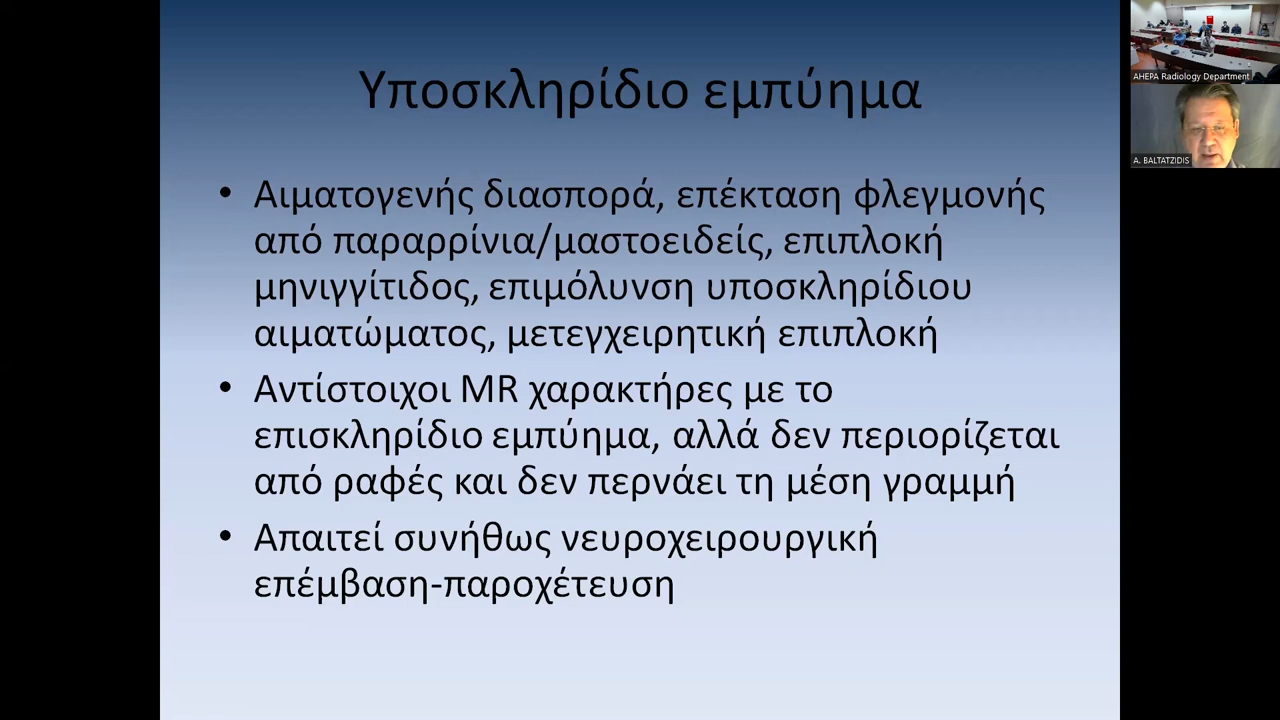 Υποσκληρίδιο εμπύημα
• Αιματογενής διασπορά, επέκταση φλεγμονής
από παραρρίνια/μαστοειδείς, επιπλοκή
μηνιγγίτιδος, επιμόλυνση υποσκληρίδιου
αιματώματος, μετεγχειρητική επιπλοκή
• Αντίστοιχοι MR χαρακτήρες με το
επισκληρίδιο εμπύημα, αλλά δεν περιορίζεται
από ραφές και δεν περνάει τη μέση γραμμή
• Απαιτεί συνήθως νευροχειρουργική
επέμβαση-παροχέτευση
AHEPA Radiology Department
A. BALTATZIDIS